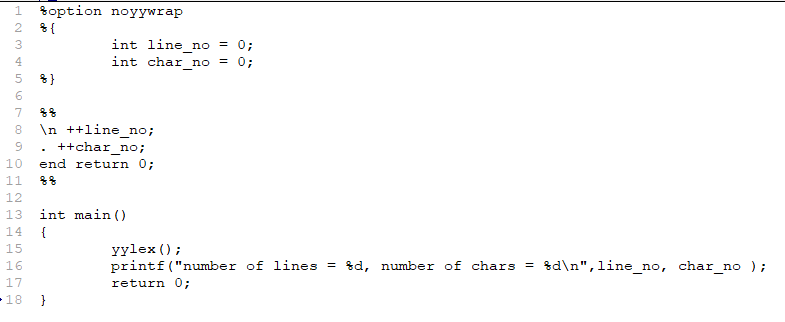 1 %option noyywrap
2 %{
3 int line_no = 0;
4 int char_no = 0;
5 %}
6
7 %%
8 \n ++line_no;
9 . ++char_no;
10 end return 0;
11 %%
12
13 int main()
14 {
15 yylex();
16 printf("number of lines = %d, number of chars = %d\n",line_no, char_no );
17 return 0;
18 }